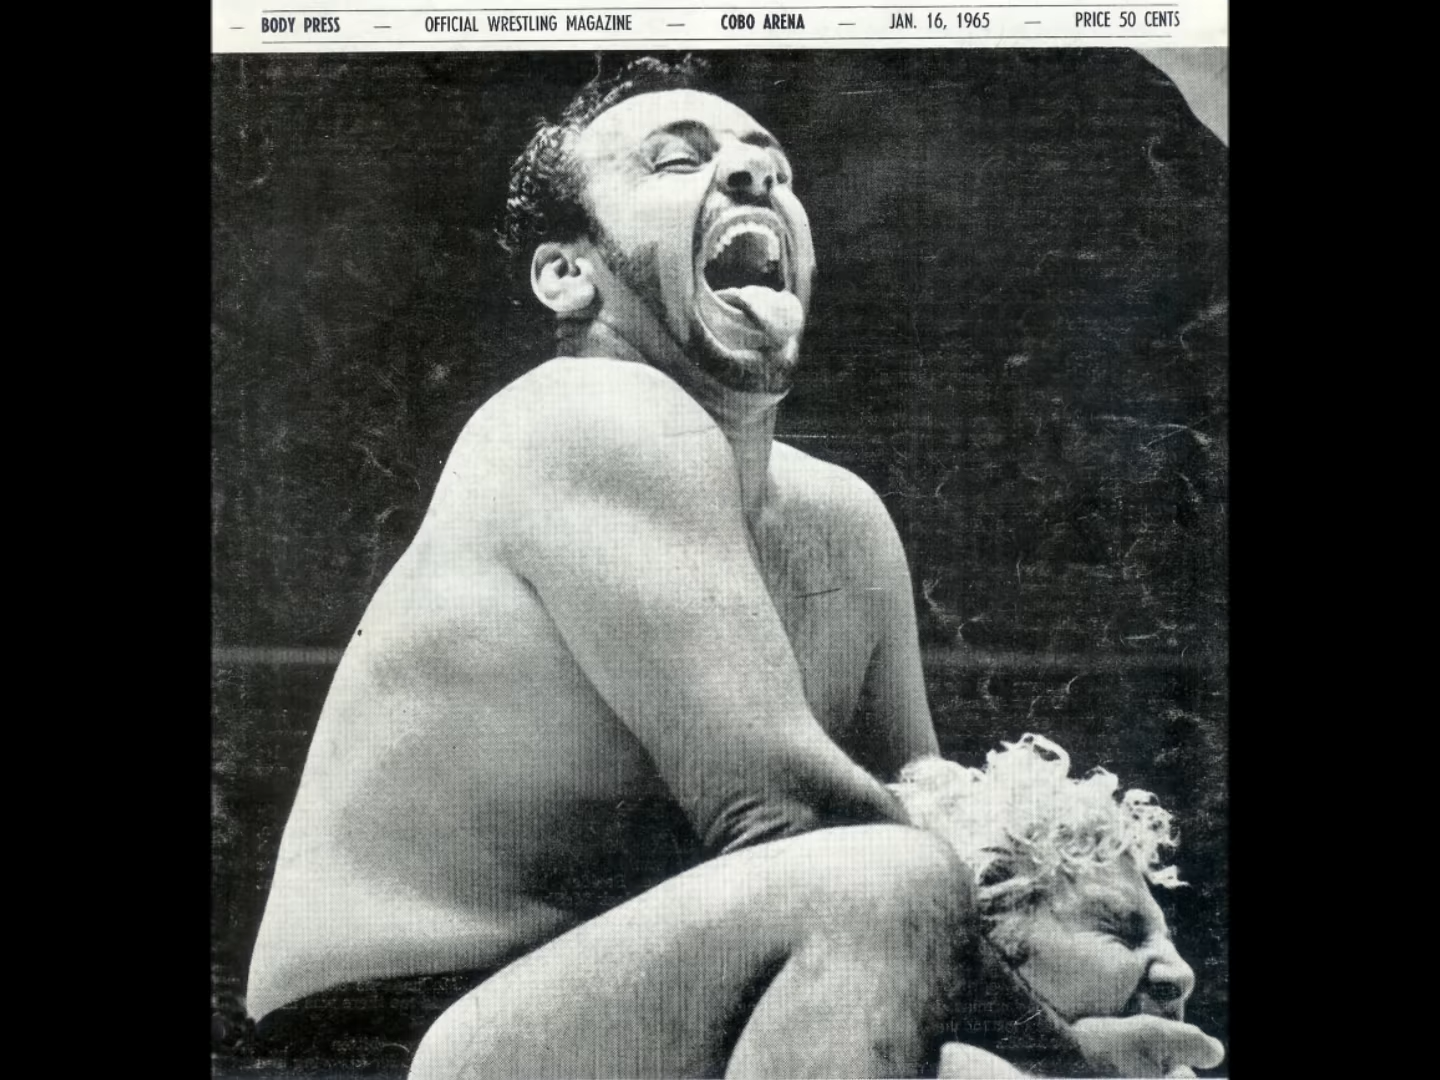 — BODY PRESS — OFFICIAL WRESTLING MAGAZINE — COBO ARENA — JAN. 16, 1965 — PRICE 50 CENTS